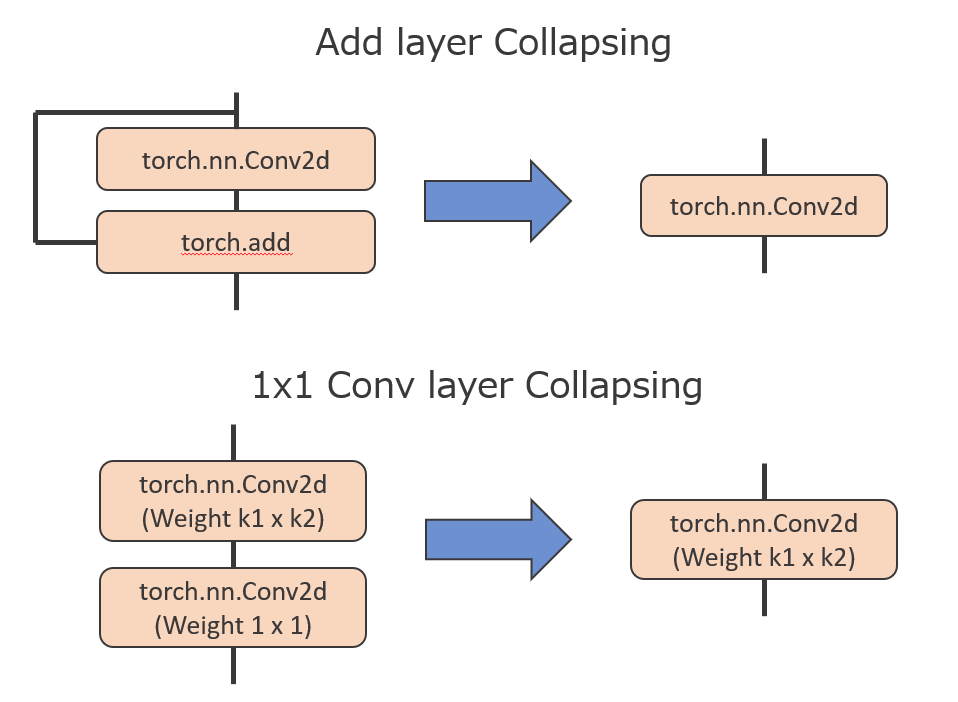 Add layer Collapsing
torch.nn.Conv2d
torch.add
torch.nn.Conv2d
1x1 Conv layer Collapsing
torch.nn.Conv2d
(Weight k1 x k2)
torch.nn.Conv2d
(Weight 1 x 1)
torch.nn.Conv2d
(Weight k1 x k2)